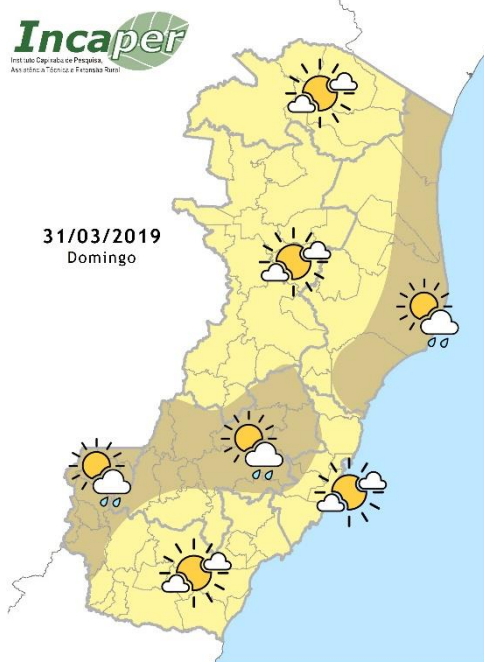 Incaper
Instituto Capixaba de Pesquisa,
Assistência Técnica e Extensão Rural
31/03/2019
Domingo